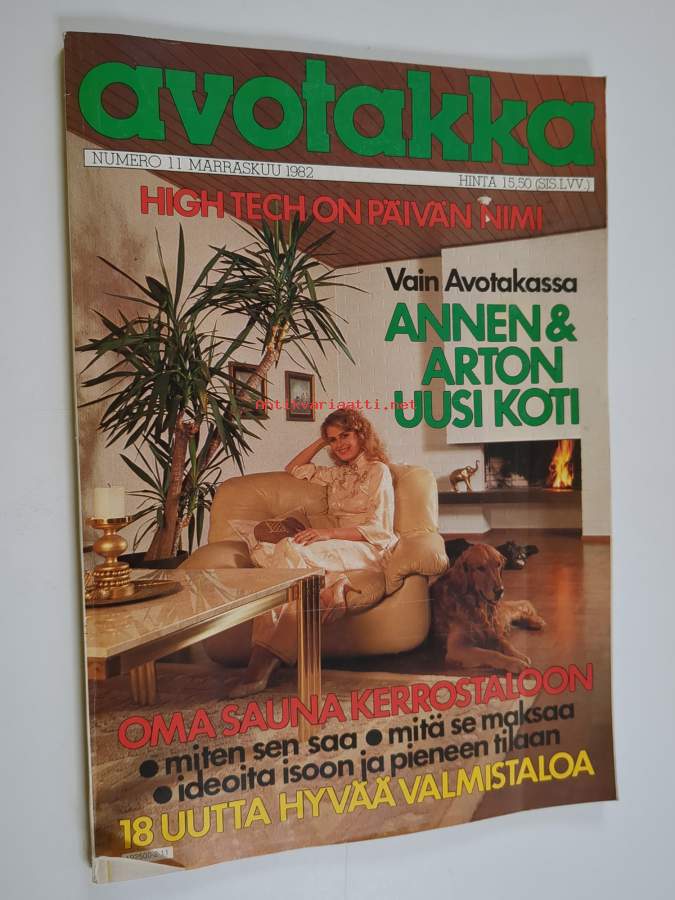 avotakka
NUMERO 11 MARRASKUU 1982
HINTA 15,50 (SIS.LVV.)
HIGH TECH ON PÄIVÄN NIMI
Vain Avotakassa
ANNEN &
ARTON
UUSI KOTI
antikvariaatti.net
OMA SAUNA KERROSTALOON
● miten sen saa ● mitä se maksaa
● ideoita isoon ja pieneen tilaan
18 UUTTA HYVÄÄ VALMISTALOA